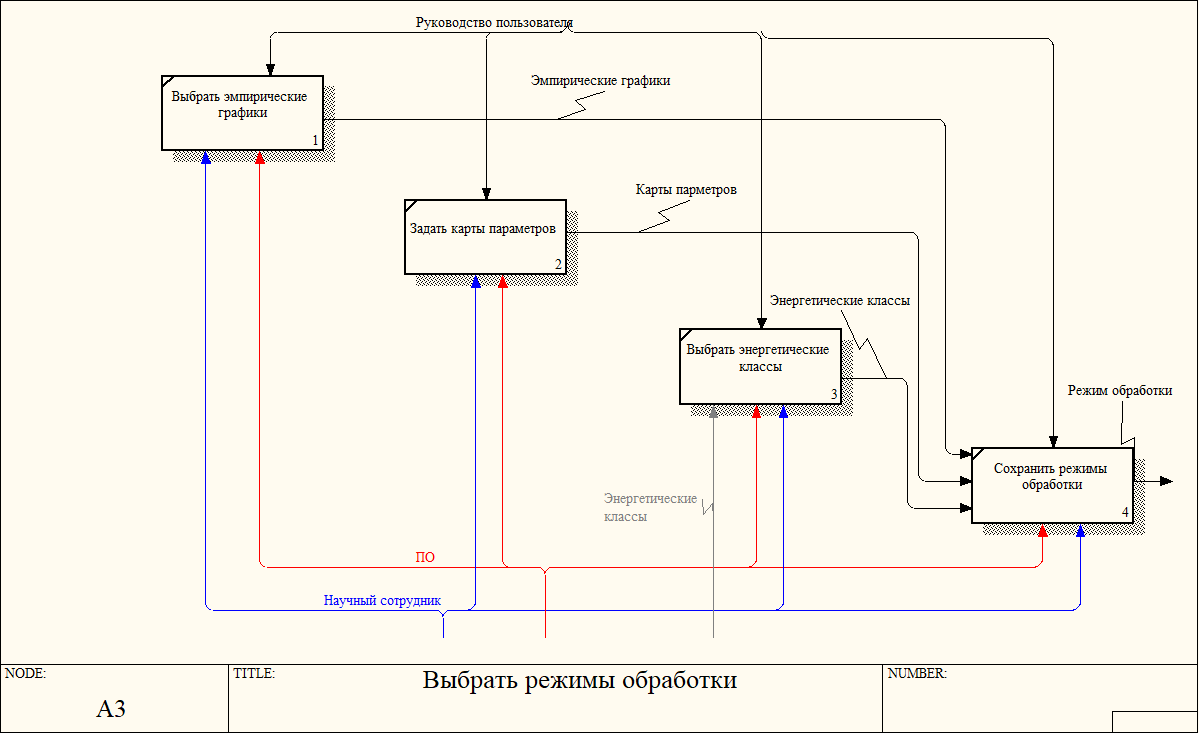 Руководство пользователя
Эмпирические графики
Выбрать эмпирические
графики
1
Карты парметров
Задать карты параметров
2
Энергетические классы
Выбрать энергетические
классы
3
Режим обработки
Сохранить режимы
обработки
4
Энергетические
классы
ПО
Научный сотрудник
NODE:
A3
TITLE:
Выбрать режимы обработки
NUMBER: